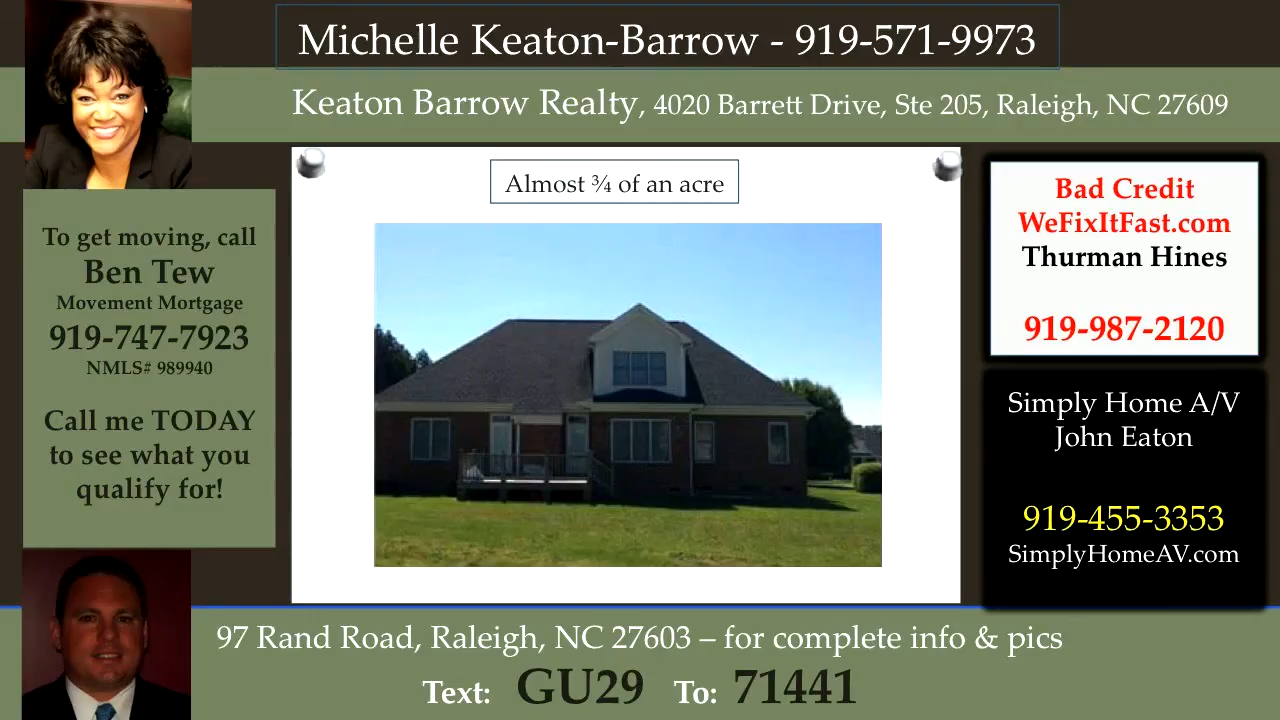 Michelle Keaton-Barrow - 919-571-9973
Keaton Barrow Realty, 4020 Barrett Drive, Ste 205, Raleigh, NC 27609
Almost ¾ of an acre
To get moving, call
Ben Tew
Movement Mortgage
919-747-7923
NMLS# 989940
Call me TODAY
to see what you
qualify for!
Bad Credit
WeFixItFast.com
Thurman Hines
919-987-2120
Simply Home A/V
John Eaton
919-455-3353
SimplyHomeAV.com
97 Rand Road, Raleigh, NC 27603 – for complete info & pics
Text: GU29 To: 71441